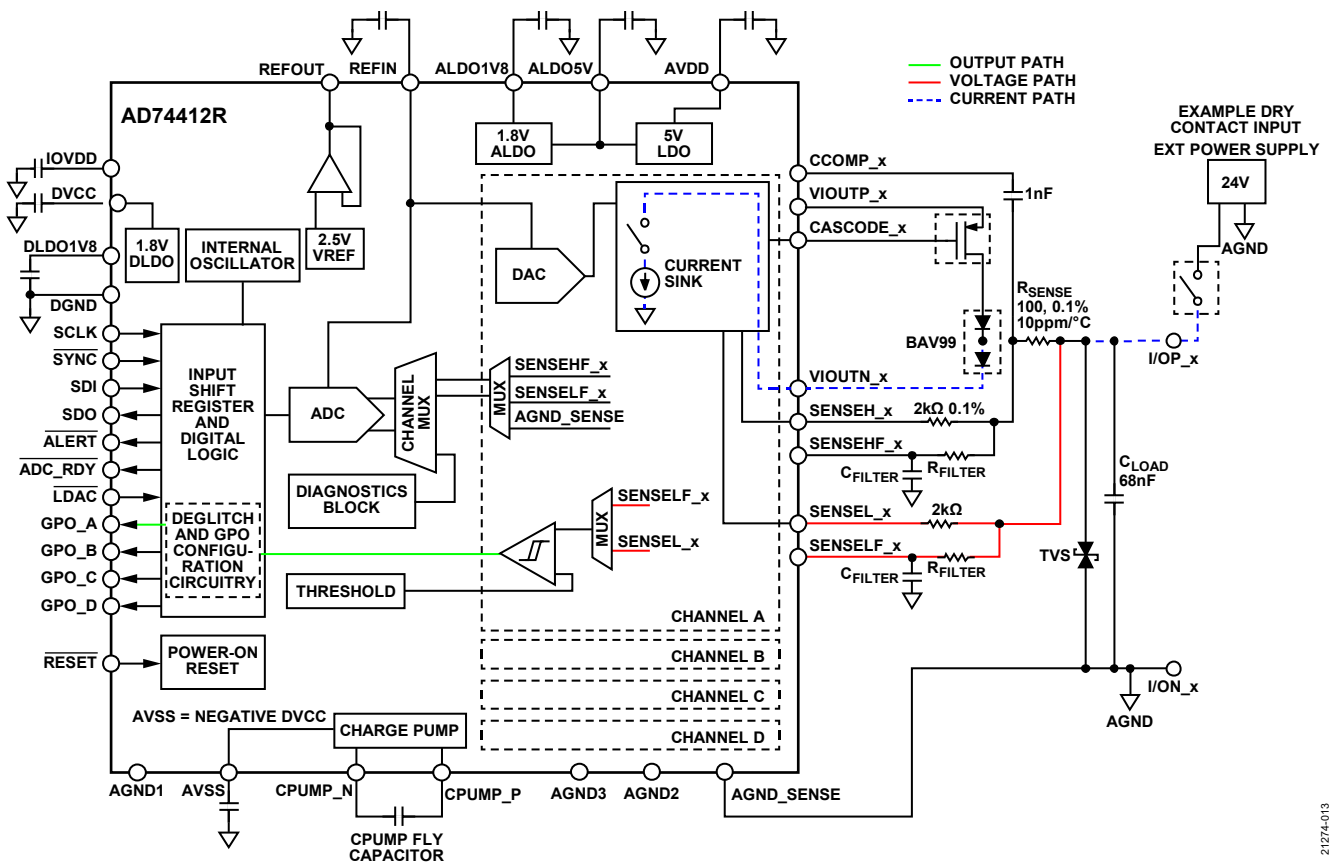 REFOUT
REFIN
ALDO1V8
ALDO5V
AVDD
OUTPUT PATH
VOLTAGE PATH
CURRENT PATH
EXAMPLE DRY
CONTACT INPUT
EXT POWER SUPPLY
24V
AGND
AD74412R
IOVDD
DVCC
DLDO1V8
DGND
SCLK
SYNC
SDI
SDO
ALERT
ADC_RDY
LDAC
GPO_A
GPO_B
GPO_C
GPO_D
RESET
1.8V
DLDO
INTERNAL
OSCILLATOR
2.5V
VREF
1.8V
ALDO
5V
LDO
INPUT
SHIFT
REGISTER
AND
DIGITAL
LOGIC
DEGLITCH
AND GPO
CONFIGU-
RATION
CIRCUITRY
POWER-ON
RESET
ADC
CHANNEL
MUX
DIAGNOSTICS
BLOCK
THRESHOLD
DAC
CURRENT
SINK
MUX
SENSEHF_x
SENSELF_x
AGND_SENSE
MUX
SENSELF_x
SENSEL_x
CHANNEL A
CHANNEL B
CHANNEL C
CHANNEL D
CCOMP_x
VIOUTP_x
CASCODE_x
VIOUTN_x
SENSEH_x
SENSEHF_x
SENSEL_x
SENSELF_x
1nF
BAV99
RSENSE
100, 0.1%
10ppm/°C
2kΩ 0.1%
CFILTER
RFILTER
2kΩ
CFILTER
RFILTER
TVS
CLOAD
68nF
I/OP_x
I/ON_x
AGND
AVSS = NEGATIVE DVCC
CHARGE PUMP
AGND1
AVSS
CPUMP_N
CPUMP_P
AGND3
AGND2
AGND_SENSE
CPUMP FLY
CAPACITOR
21274-013